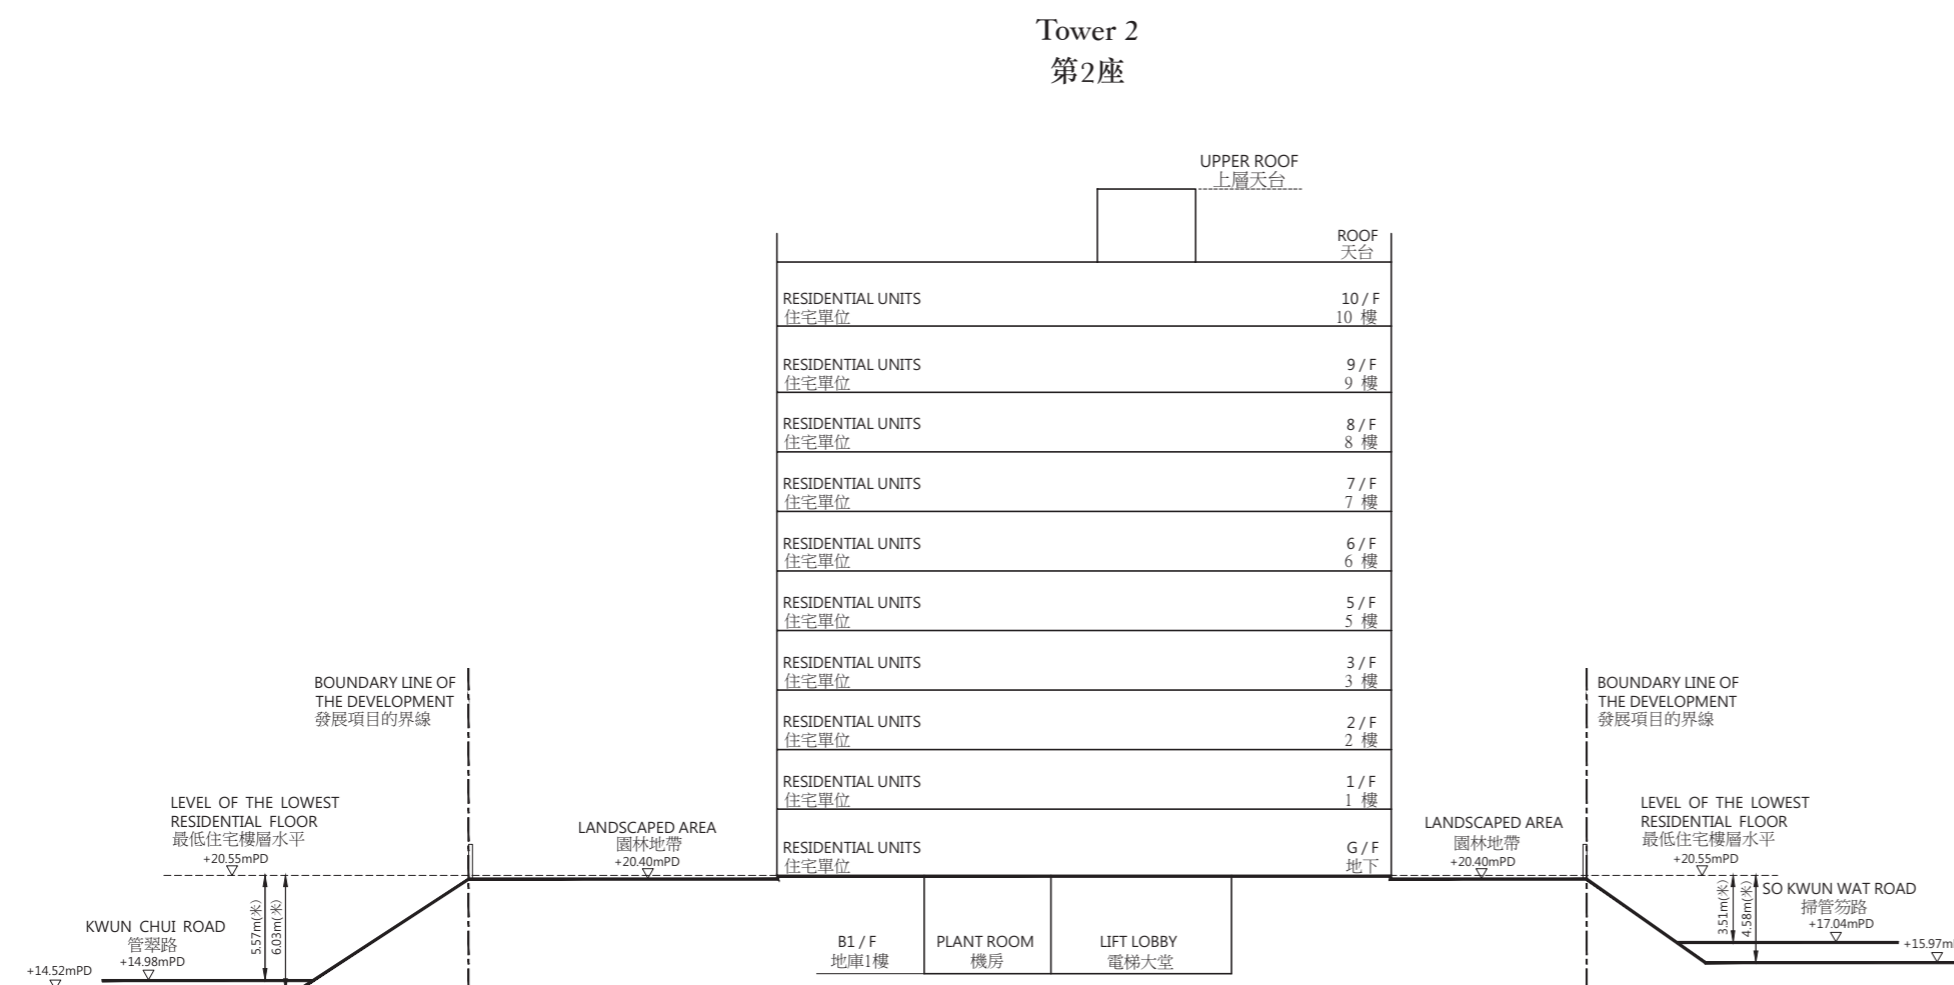 Tower 2
第2座
UPPER ROOF
上層天台
ROOF
天台
RESIDENTIAL UNITS 10 / F
住宅單位 10 樓
RESIDENTIAL UNITS 9 / F
住宅單位 9 樓
RESIDENTIAL UNITS 8 / F
住宅單位 8 樓
RESIDENTIAL UNITS 7 / F
住宅單位 7 樓
RESIDENTIAL UNITS 6 / F
住宅單位 6 樓
RESIDENTIAL UNITS 5 / F
住宅單位 5 樓
RESIDENTIAL UNITS 3 / F
住宅單位 3 樓
RESIDENTIAL UNITS 2 / F
住宅單位 2 樓
RESIDENTIAL UNITS 1 / F
住宅單位 1 樓
RESIDENTIAL UNITS G / F
住宅單位 地下
BOUNDARY LINE OF
THE DEVELOPMENT
發展項目的界線
LEVEL OF THE LOWEST
RESIDENTIAL FLOOR
最低住宅樓層水平
+20.55mPD
LANDSCAPED AREA
園林地帶
+20.40mPD
KWUN CHUI ROAD
管翠路
+14.98mPD
+14.52mPD
5.57m(米)
6.03m(米)
B1 / F
地庫1樓
PLANT ROOM
機房
LIFT LOBBY
電梯大堂
LANDSCAPED AREA
園林地帶
+20.40mPD
BOUNDARY LINE OF
THE DEVELOPMENT
發展項目的界線
LEVEL OF THE LOWEST
RESIDENTIAL FLOOR
最低住宅樓層水平
+20.55mPD
3.51m(米)
4.58m(米)
SO KWUN WAT ROAD
掃管笏路
+17.04mPD
+15.97m